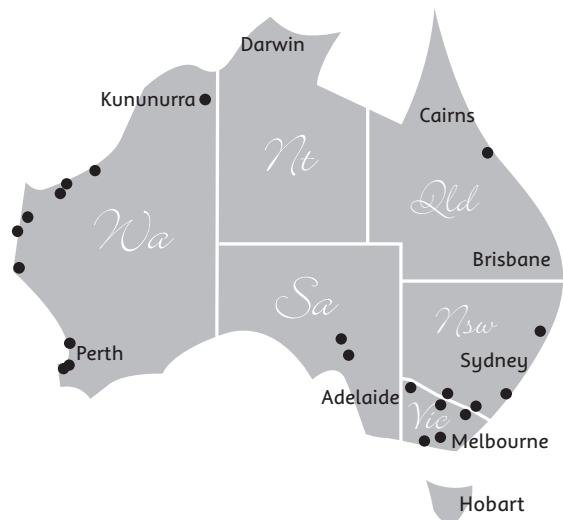 Darwin
Kununurra
Cairns
Nt
Qld
Wa
Brisbane
Sa
Nsw
Perth
Sydney
Adelaide
Vic
Melbourne
Hobart